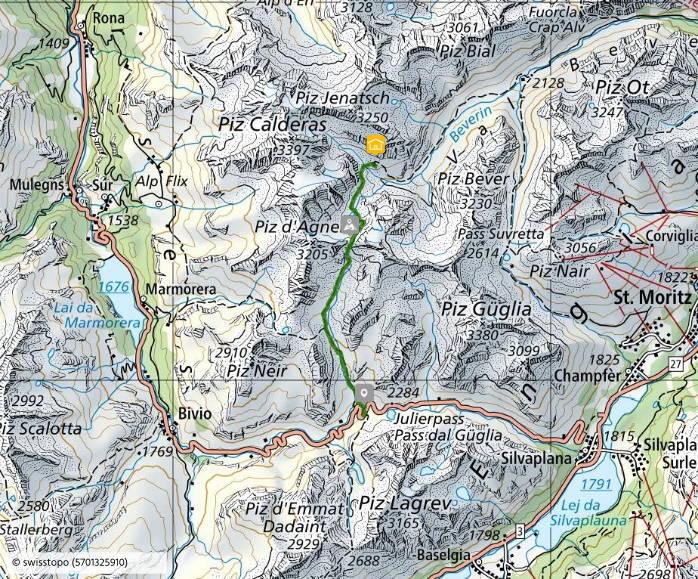 Alp d'Err
3128
Fuorcla
Crap Alv
Rona
3061
Piz Bial
1409
2128
Bever
Piz Ot
3247
Piz Jenatsch
3250
Piz Calderas
3397
Beverin
Val
Mulegns
Sur
Alp Flix
Piz Bever
3230
1538
Piz d'Agne
3205
Pass Suvretta
2614
3056
Corviglia
Piz Nair
1822
1676
Lai da
Marmorera
Marmorera
St. Moritz
Piz Güglia
3380
3099
2910
Piz Neir
1825
Champfèr
27
2992
Piz Scalotta
Bivio
2284
Julierpass
Pass dal Güglia
1769
Silvaplana
1815
Silvapla
Surle
1791
Lej da
Silvaplauna
2580
Stallerberg
Piz d'Emmat
Dadaint
2929
Piz Lagrev
3165
2688
1798
3
Baselgia
2698
© swisstopo (5701325910)